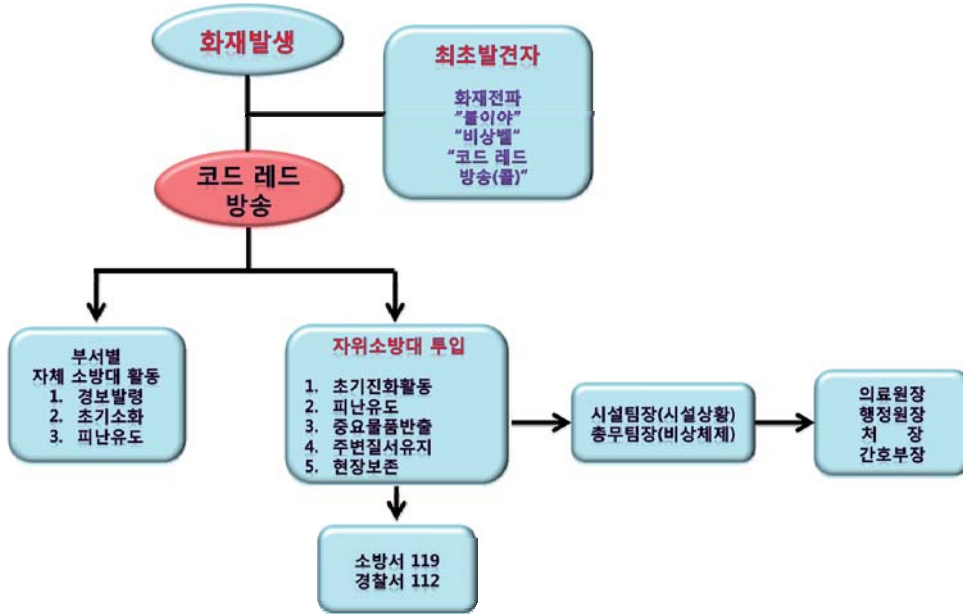 화재발생
최초발견자
화재전파
"불이야"
"비상벨"
"코드 레드
방송(콜)"
코드 레드
방송
부서별
자체 소방대 활동
1. 경보발령
2. 초기소화
3. 피난유도
자위소방대 투입
1. 초기진화활동
2. 피난유도
3. 중요물품반출
4. 주변질서유지
5. 현장보존
시설팀장(시설상황)
총무팀장(비상체제)
의료원장
행정원장
처 장
간호부장
소방서 119
경찰서 112